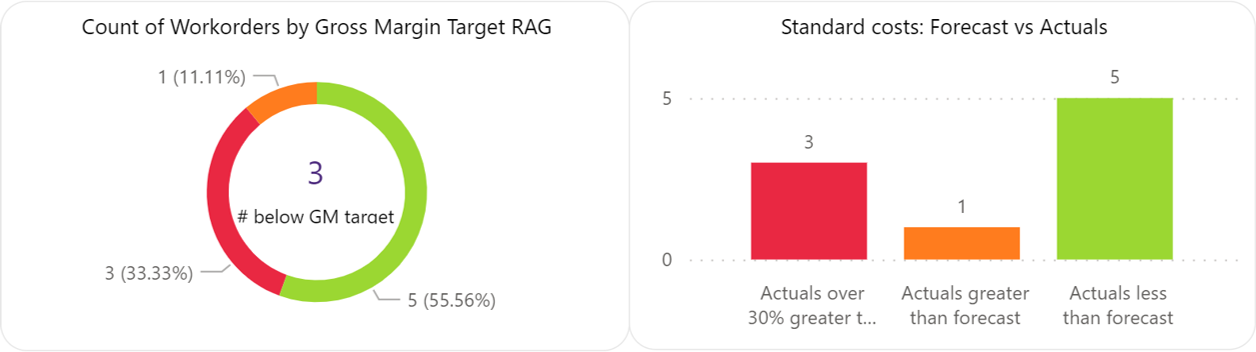 Count of Workorders by Gross Margin Target RAG
1 (11.11%)
3
# below GM target
3 (33.33%)
5 (55.56%)
Standard costs: Forecast vs Actuals
5
5
3
1
0
Actuals over
30% greater t...
Actuals greater
than forecast
Actuals less
than forecast